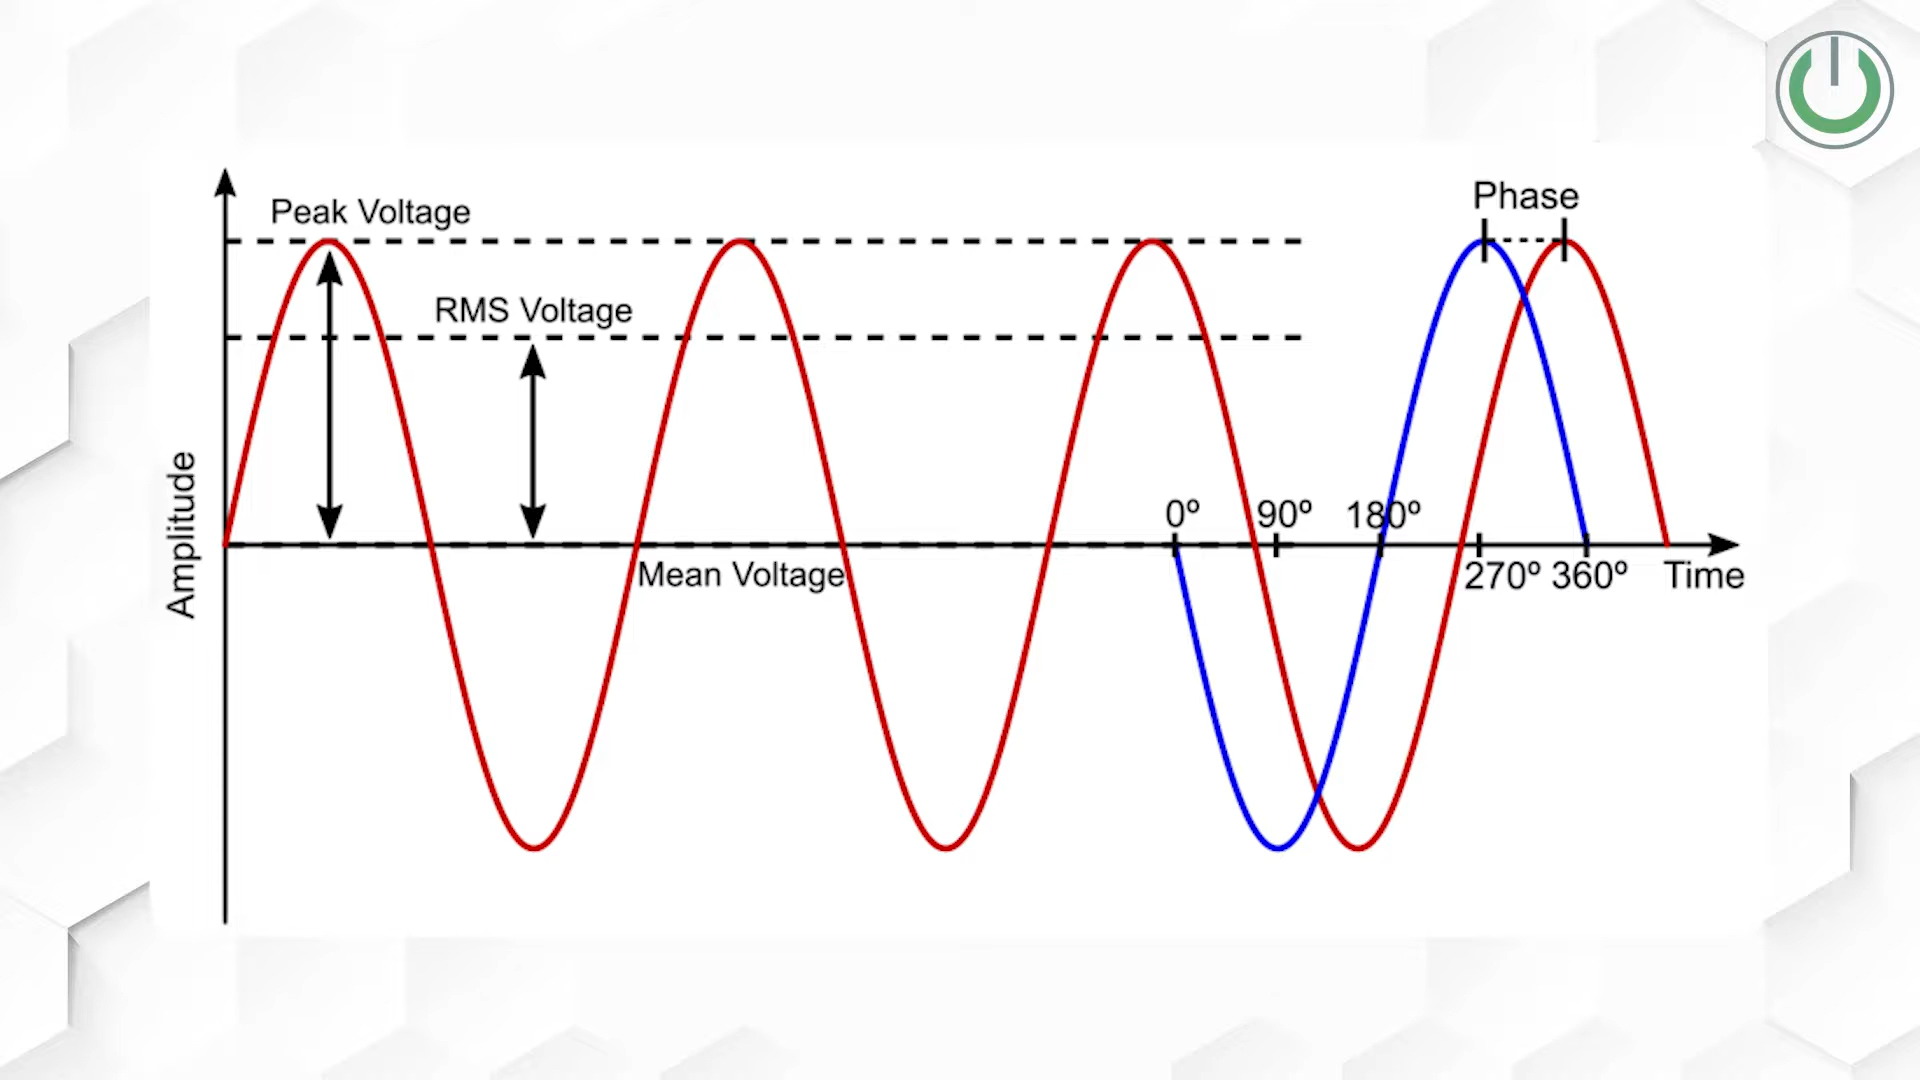 Peak Voltage
Phase
RMS Voltage
Amplitude
0º 90º 180º
Mean Voltage
270º 360º Time